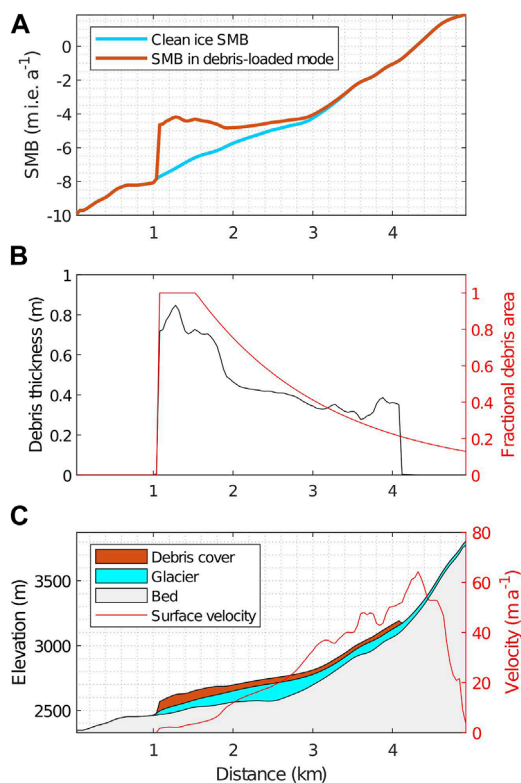 A
SMB (m i.e. a-1)
0
-2
-4
-6
-8
-10
Clean ice SMB
SMB in debris-loaded mode
1
2
3
4
B
Debris thickness (m)
1
0.8
0.6
0.4
0.2
0
1
2
3
4
Fractional debris area
1
0.8
0.6
0.4
0.2
0
C
Elevation (m)
3500
3000
2500
Debris cover
Glacier
Bed
Surface velocity
Velocity (m a-1)
80
60
40
20
0
1
2
3
4
Distance (km)